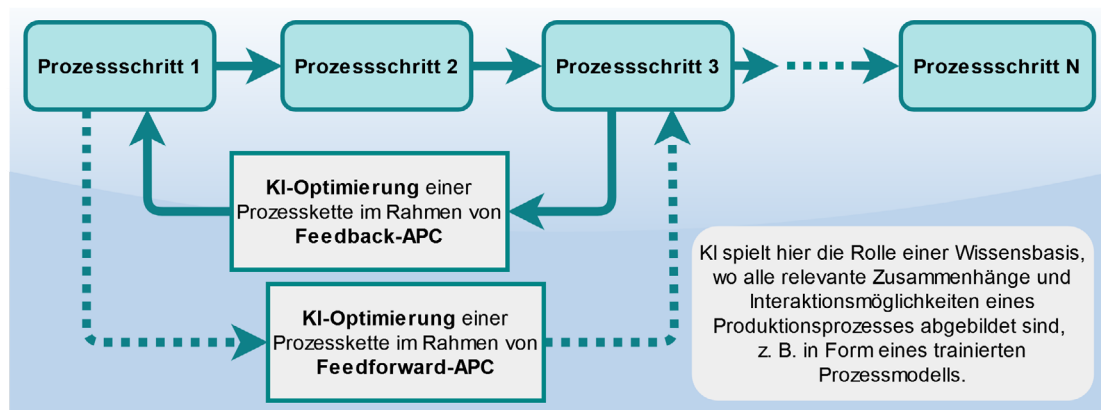 Prozessschritt 1
Prozessschritt 2
Prozessschritt 3
Prozessschritt N
KI-Optimierung einer
Prozesskette im Rahmen von
Feedback-APC
KI-Optimierung einer
Prozesskette im Rahmen von
Feedforward-APC
KI spielt hier die Rolle einer Wissensbasis,
wo alle relevante Zusammenhänge und
Interaktionsmöglichkeiten eines
Produktionsprozesses abgebildet sind,
z. B. in Form eines trainierten
Prozessmodells.